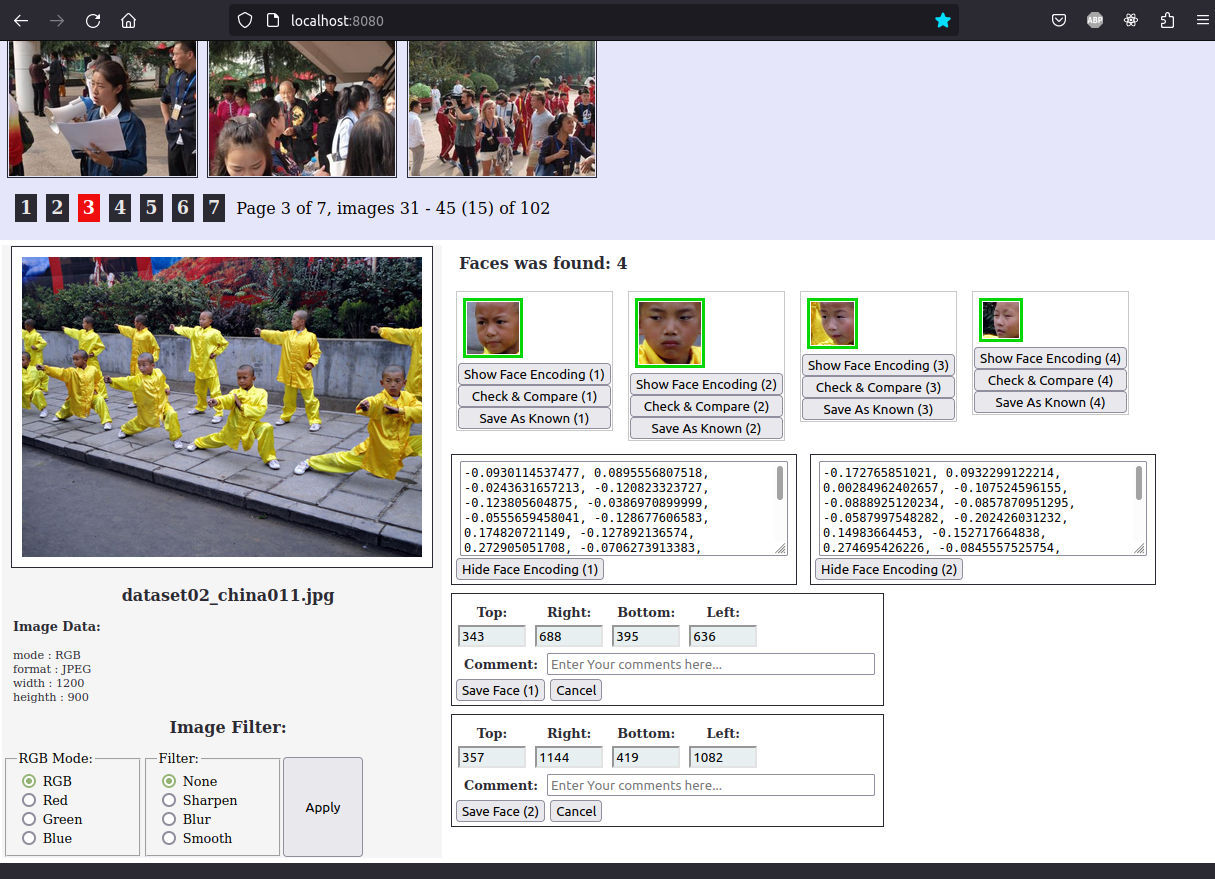 localhost:8080
ABP
1 2 3 4 5 6 7 Page 3 of 7, images 31 - 45 (15) of 102
Faces was found: 4
Show Face Encoding (1)
Check & Compare (1)
Save As Known (1)
Show Face Encoding (2)
Check & Compare (2)
Save As Known (2)
Show Face Encoding (3)
Check & Compare (3)
Save As Known (3)
Show Face Encoding (4)
Check & Compare (4)
Save As Known (4)
-0.0930114537477, 0.0895556807518,
-0.0243631657213, -0.120823323727,
-0.123805604875, -0.0386970899999,
-0.0555659458041, -0.128677606583,
0.174820721149, -0.127892136574,
0.272905051708, -0.0706273913383,
Hide Face Encoding (1)
-0.172765851021, 0.0932299122214,
0.00284962402657, -0.107524596155,
-0.0888925120234, -0.0857870951295,
-0.0587997548282, -0.202426031232,
0.14983664453, -0.152717664838,
0.274695426226, -0.0845557525754,
Hide Face Encoding (2)
Top: Right: Bottom: Left:
343 688 395 636
Comment: Enter Your comments here...
Save Face (1) Cancel
Top: Right: Bottom: Left:
357 1144 419 1082
Comment: Enter Your comments here...
Save Face (2) Cancel
dataset02_china011.jpg
Image Data:
mode : RGB
format : JPEG
width : 1200
heighth : 900
Image Filter:
RGB Mode:
RGB
Red
Green
Blue
Filter:
None
Sharpen
Blur
Smooth
Apply